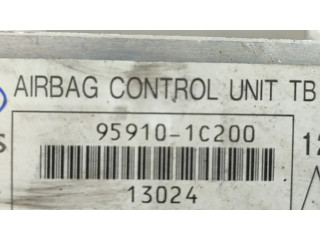 AIRBAG CONTROL UNIT TB
95910-1C200
13024